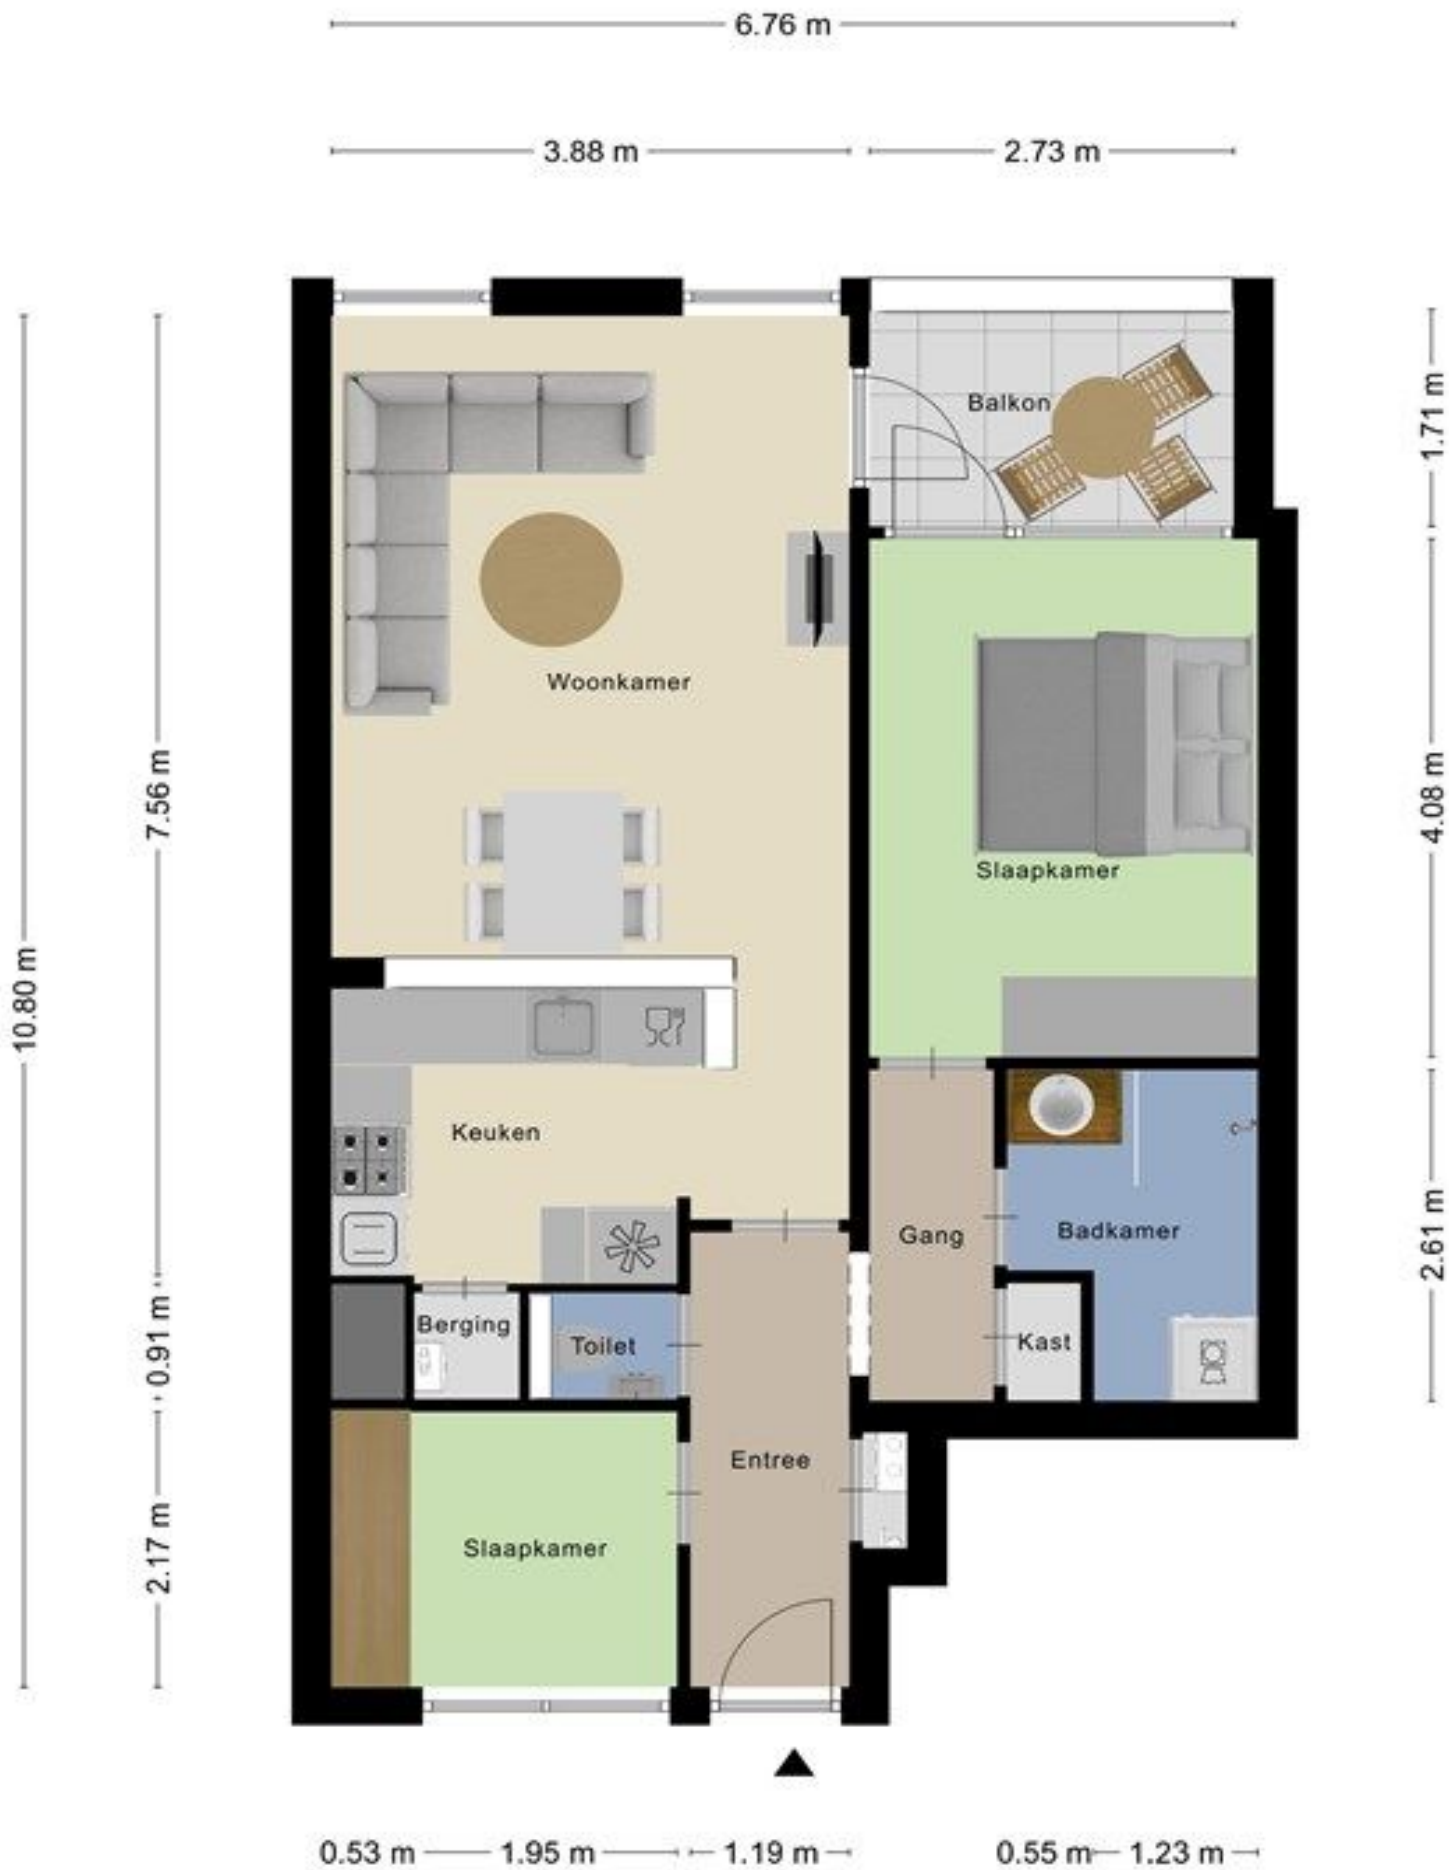 6.76 m
3.88 m
2.73 m
Balkon
1.71 m
Woonkamer
7.56 m
4.08 m
Slaapkamer
10.80 m
Keuken
Gang
Badkamer
2.61 m
Berging
Toilet
Kast
0.91 m
Entree
Slaapkamer
2.17 m
0.53 m
1.95 m
1.19 m
0.55 m
1.23 m